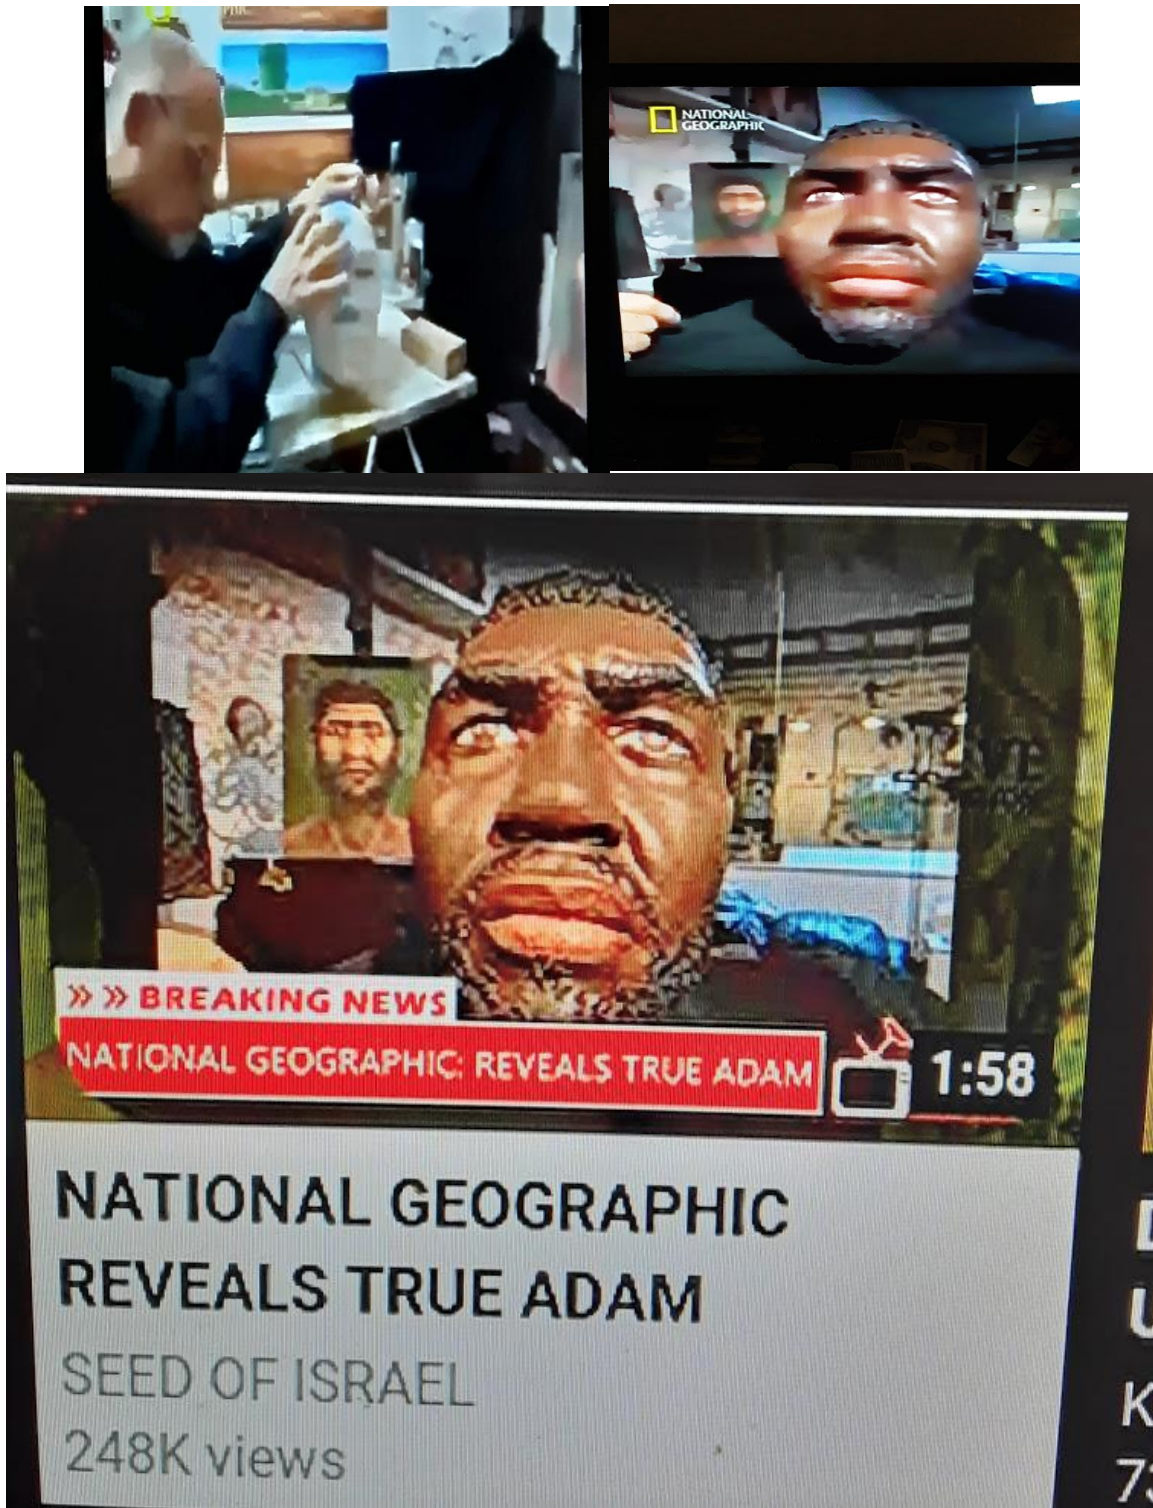 NATIONAL
GEOGRAPHIC
» » BREAKING NEWS
NATIONAL GEOGRAPHIC: REVEALS TRUE ADAM
1:58
NATIONAL GEOGRAPHIC
REVEALS TRUE ADAM
SEED OF ISRAEL
248K views
K